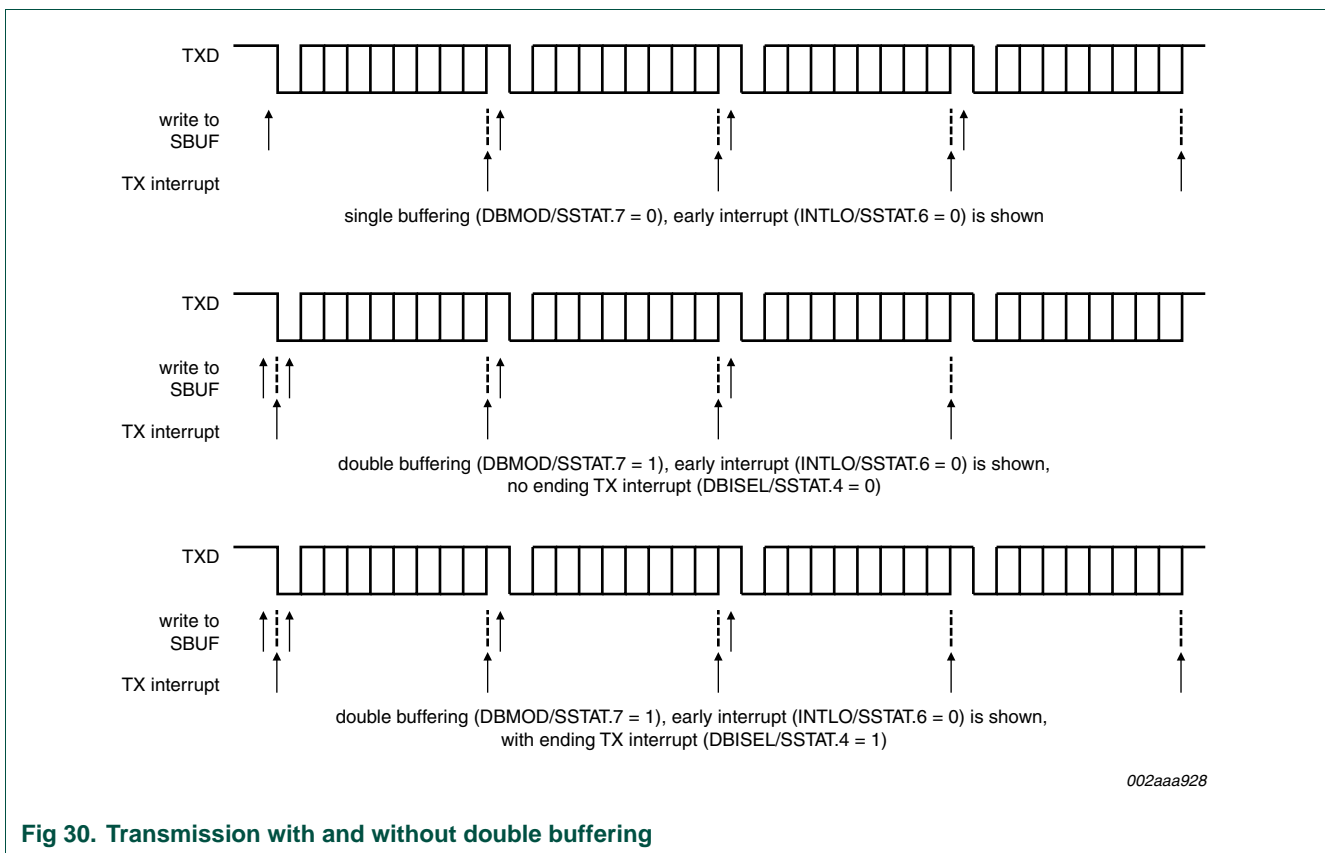 TXD
write to
SBUF
TX interrupt
single buffering (DBMOD/SSTAT.7 = 0), early interrupt (INTLO/SSTAT.6 = 0) is shown
TXD
write to
SBUF
TX interrupt
double buffering (DBMOD/SSTAT.7 = 1), early interrupt (INTLO/SSTAT.6 = 0) is shown,
no ending TX interrupt (DBISEL/SSTAT.4 = 0)
TXD
write to
SBUF
TX interrupt
double buffering (DBMOD/SSTAT.7 = 1), early interrupt (INTLO/SSTAT.6 = 0) is shown,
with ending TX interrupt (DBISEL/SSTAT.4 = 1)
002aaa928
Fig 30. Transmission with and without double buffering